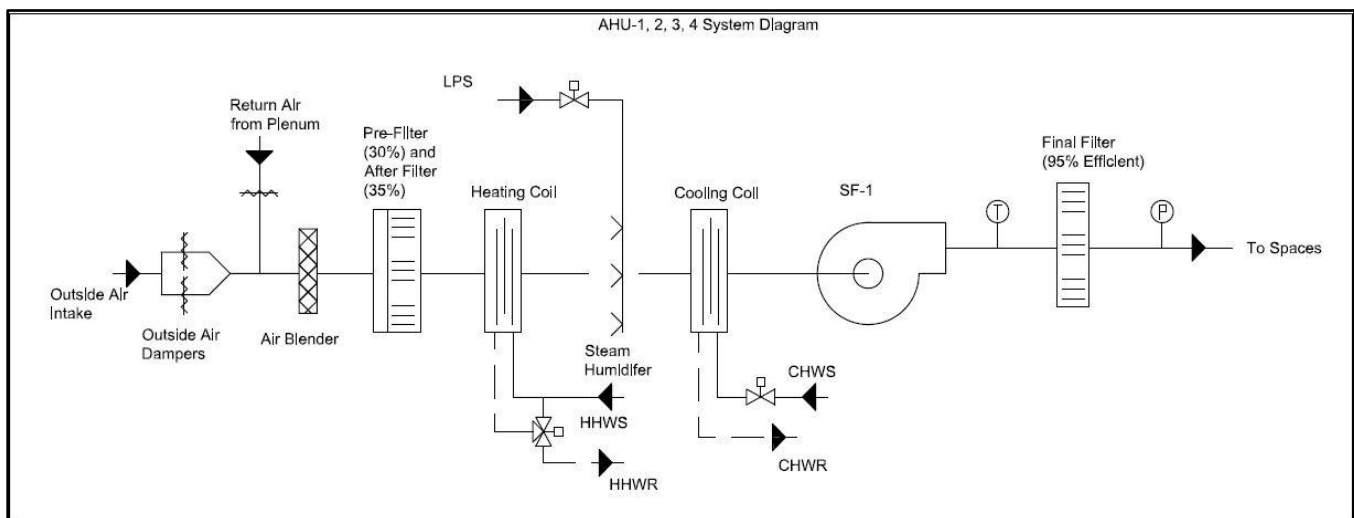 AHU-1, 2, 3, 4 System Diagram
LPS
Return Air
from Plenum
Pre-Filter
(30%) and
After Filter
(35%)
Heating Coil
Cooling Coil
SF-1
Final Filter
(95% Efficient)
T
P
To Spaces
Outside Air
Intake
Outside Air
Dampers
Air Blender
Steam
Humidifer
HHWS
HHWR
CHWS
CHWR